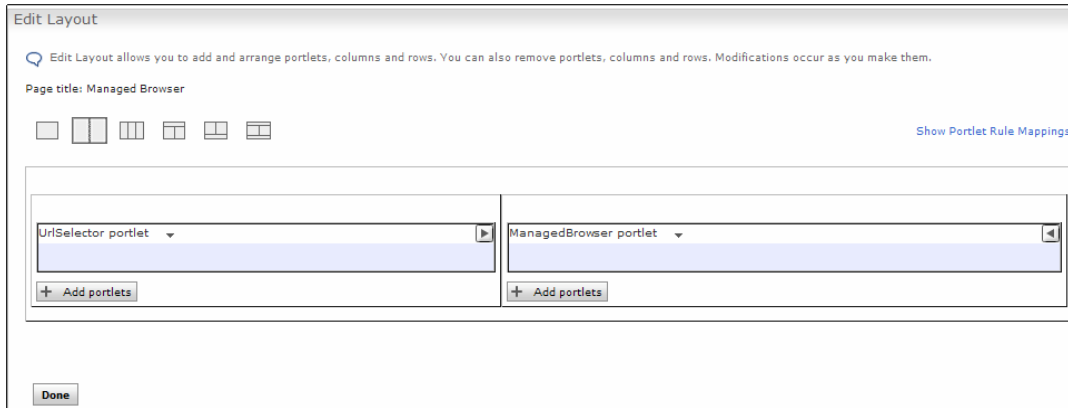 Edit Layout
Edit Layout allows you to add and arrange portlets, columns and rows. You can also remove portlets, columns and rows. Modifications occur as you make them.
Page title: Managed Browser
Show Portlet Rule Mappings
UrlSelector portlet
ManagedBrowser portlet
+ Add portlets
+ Add portlets
Done